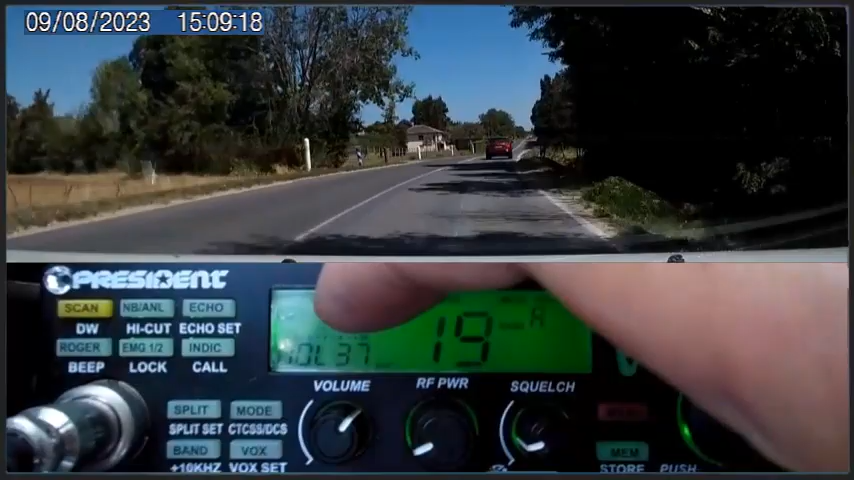 09/08/2023 15:09:18
PRESIDENT
SCAN NB/ANL ECHO
DW HI-CUT ECHO SET
ROGER EMG 1/2 INDIC
BEEP LOCK CALL
VOL 37
19
A
VOLUME RF PWR SQUELCH
SPLIT MODE
SPLIT SET CTCSS/DCS
BAND VOX
+10KHZ VOX SET
MEM
STORE PUSH